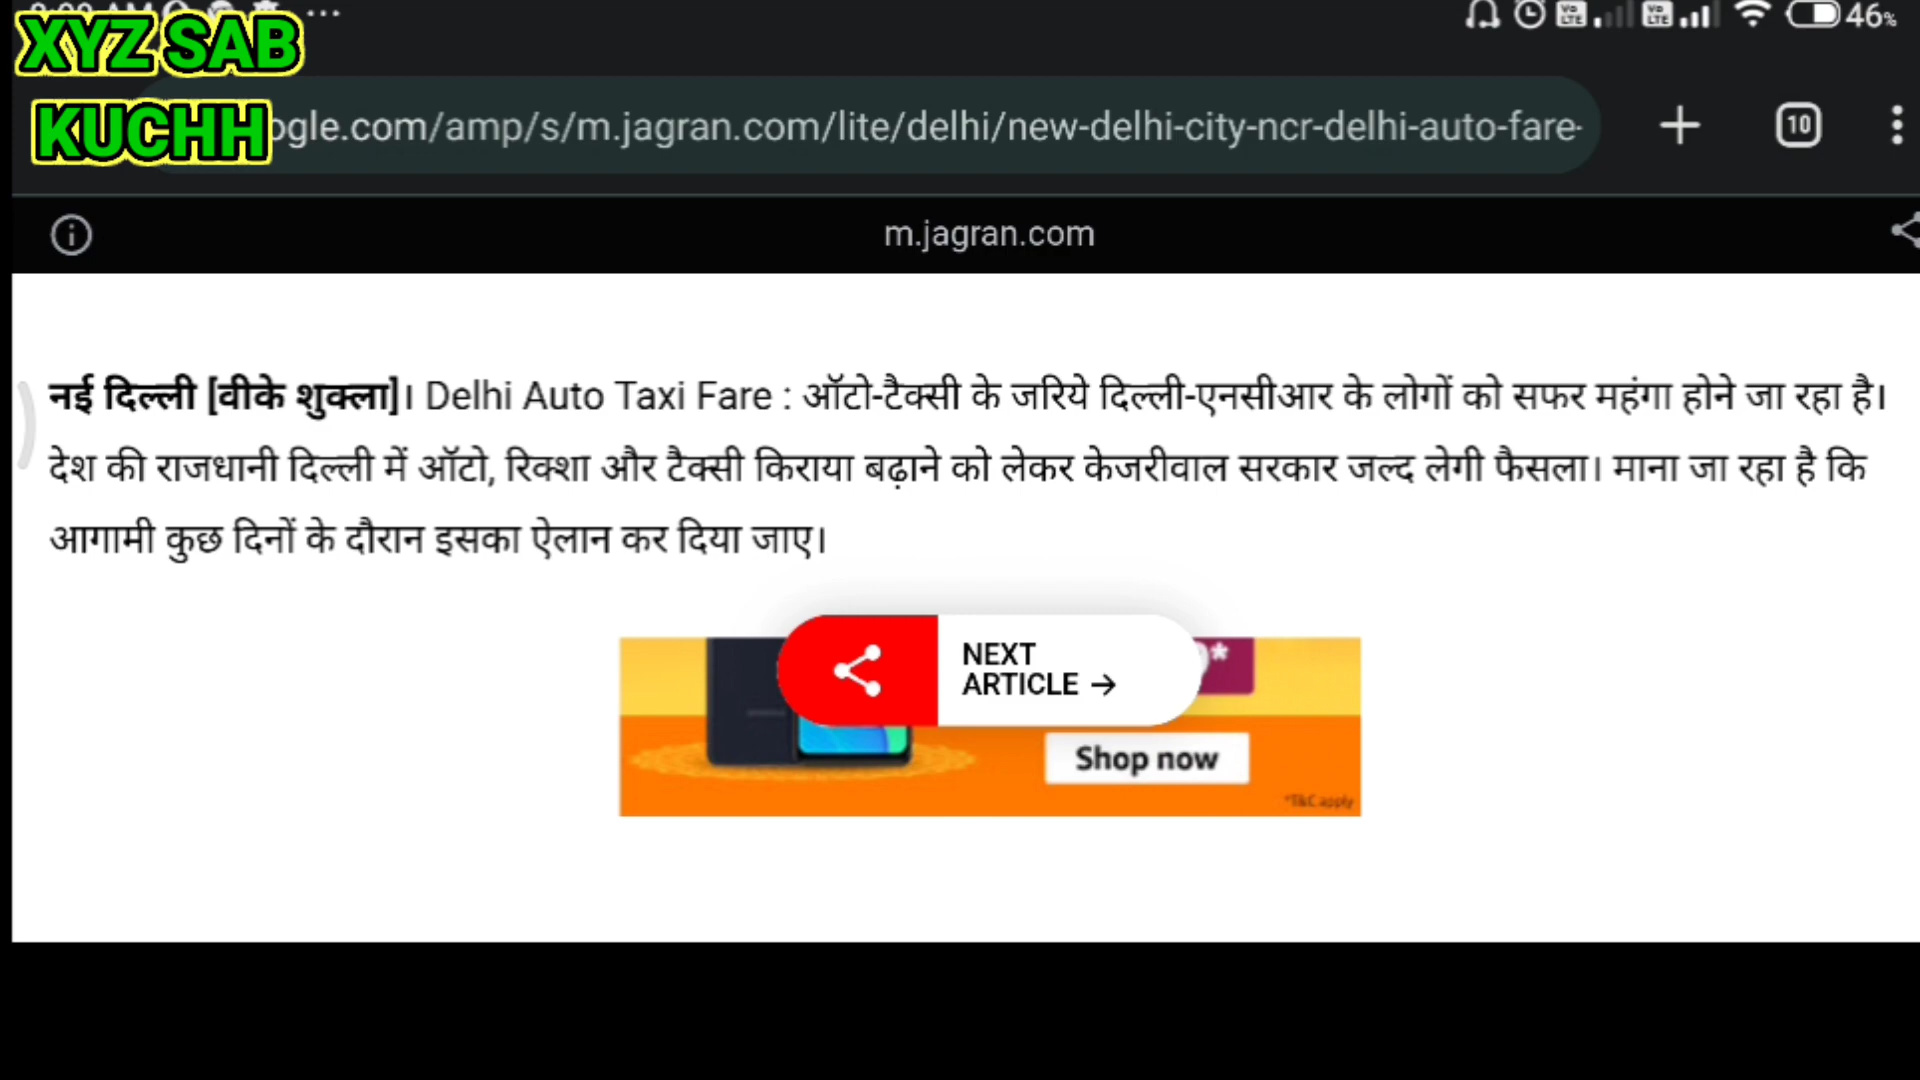 XYZ SAB
KUCHH
46%
ogle.com/amp/s/m.jagran.com/lite/delhi/new-delhi-city-ncr-delhi-auto-fare-
10
m.jagran.com
नई दिल्ली [वीके शुक्ला]। Delhi Auto Taxi Fare : ऑटो-टैक्सी के जरिये दिल्ली-एनसीआर के लोगों को सफर महंगा होने जा रहा है।
देश की राजधानी दिल्ली में ऑटो, रिक्शा और टैक्सी किराया बढ़ाने को लेकर केजरीवाल सरकार जल्द लेगी फैसला। माना जा रहा है कि
आगामी कुछ दिनों के दौरान इसका ऐलान कर दिया जाए।
NEXT
ARTICLE →
Shop now
*T&C apply